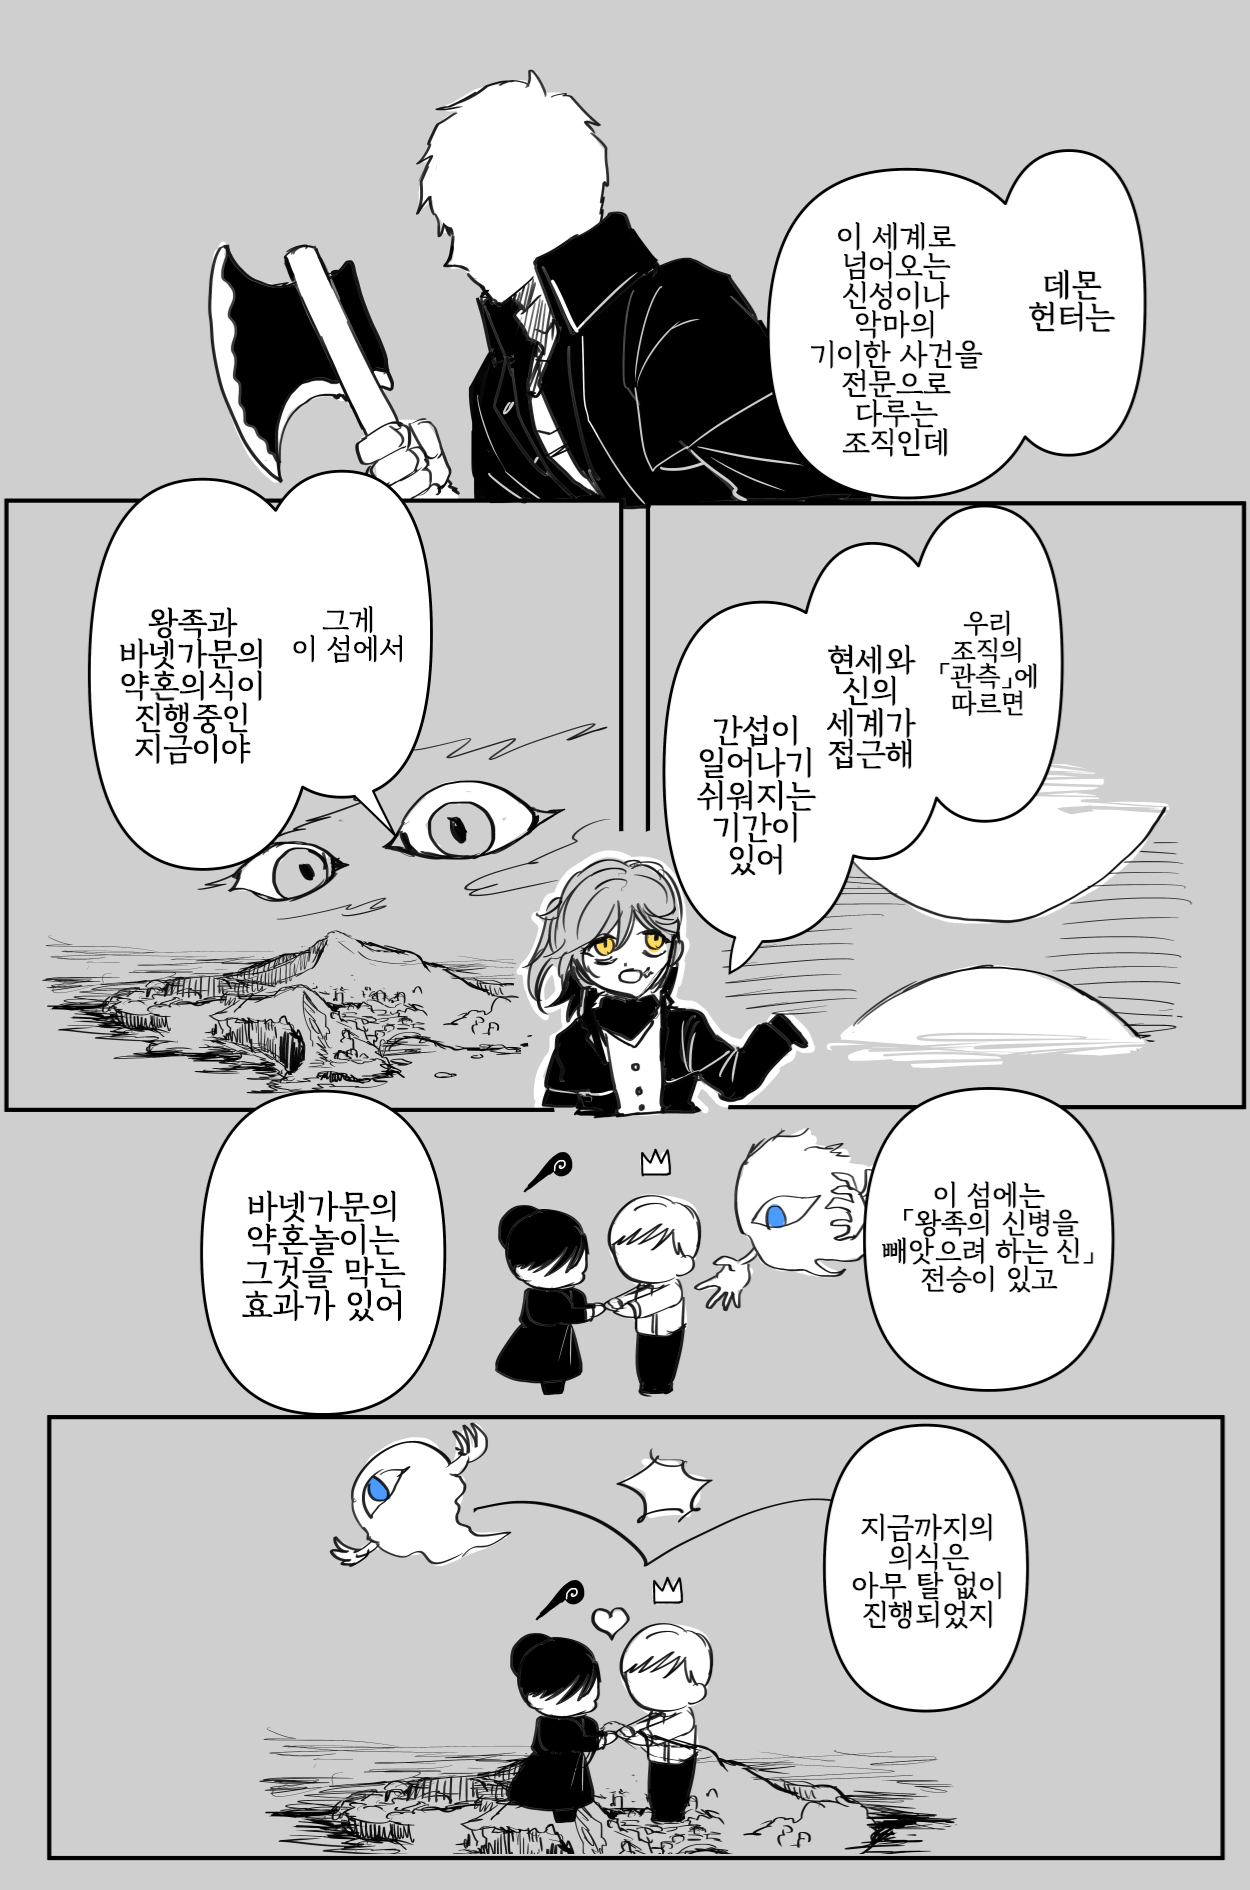 데몬
헌터는
이 세계로
넘어오는
신성이나
악마의
기이한 사건을
전문으로
다루는
조직인데
우리
조직의
「관측」에
따르면
현세와
신의
세계가
접근해
간섭이
일어나기
쉬워지는
기간이
있어
그게
이 섬에서
왕족과
바넷가문의
약혼의식이
진행중인
지금이야
이 섬에는
「왕족의 신병을
빼앗으려 하는 신」
전승이 있고
바넷가문의
약혼놀이는
그것을 막는
효과가 있어
지금까지의
의식은
아무 탈 없이
진행되었지